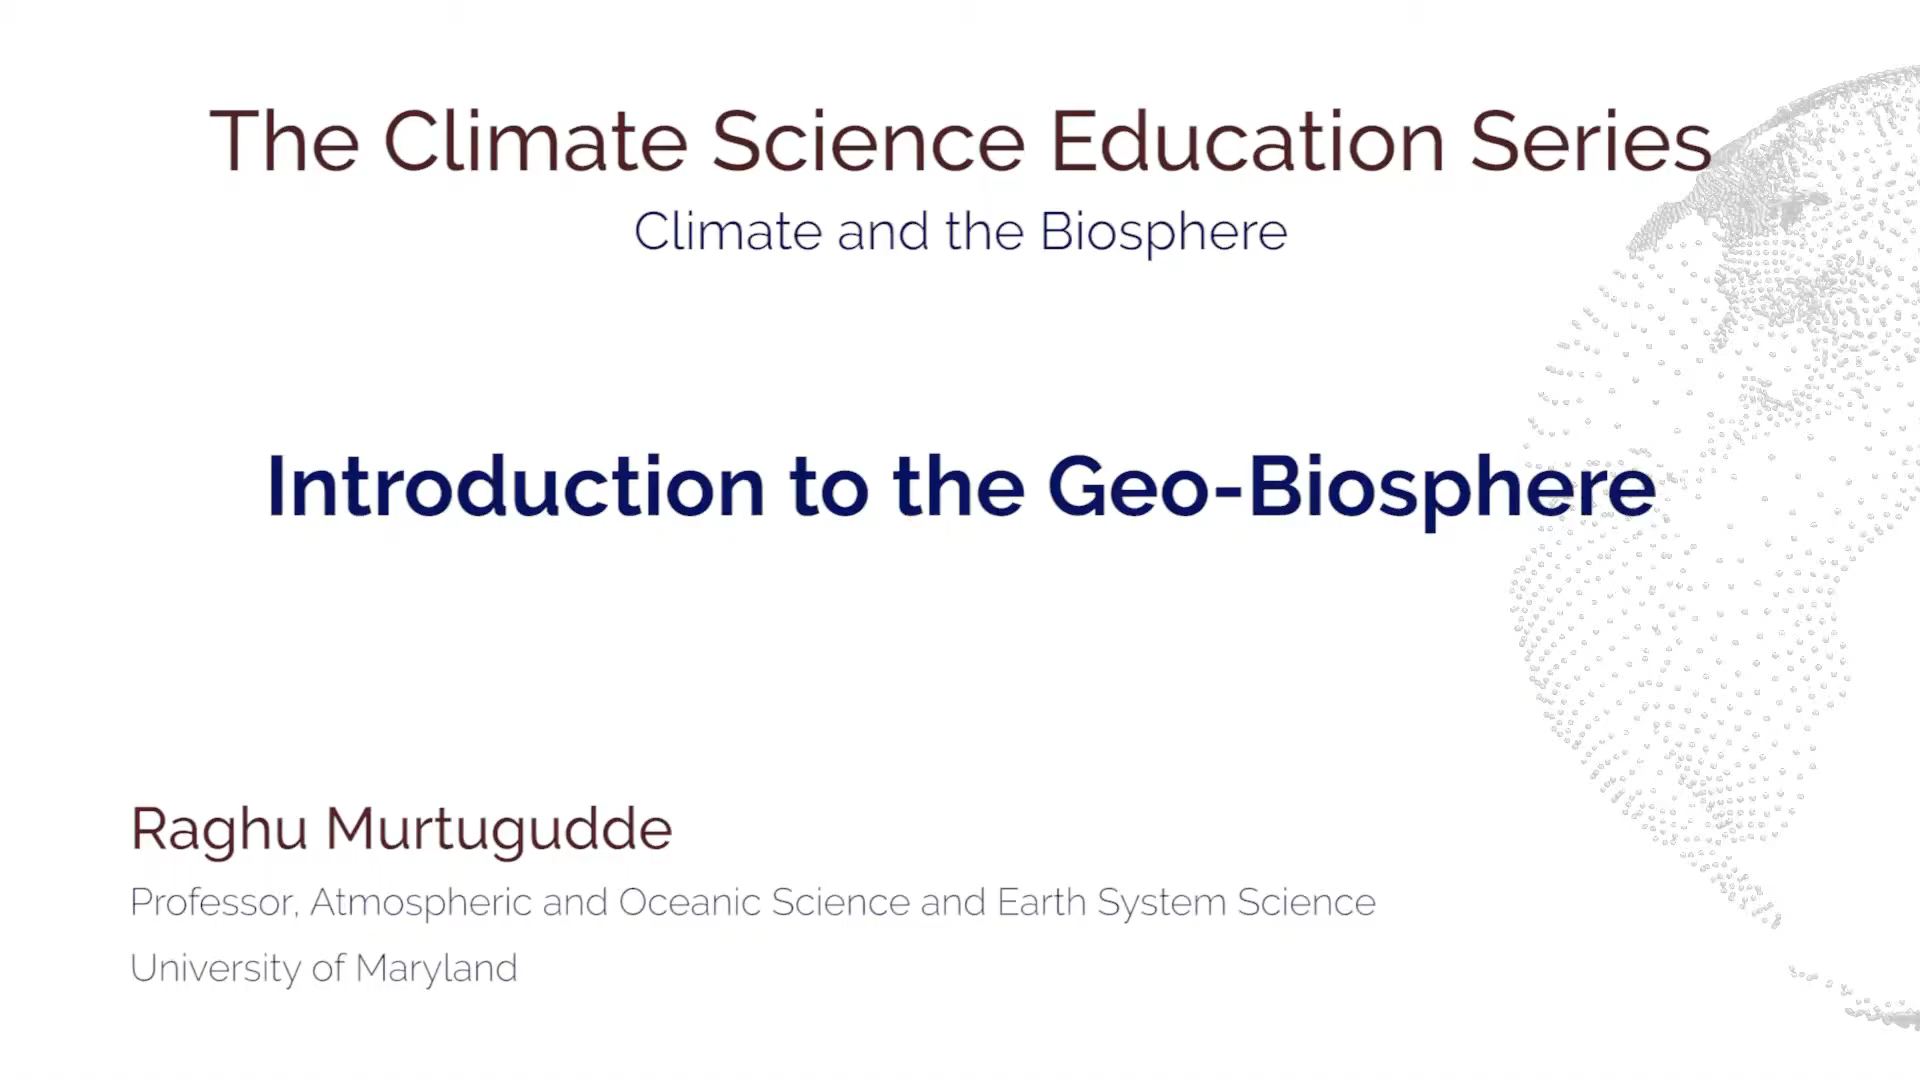 The Climate Science Education Series
Climate and the Biosphere
Introduction to the Geo-Biosphere
Raghu Murtugudde
Professor, Atmospheric and Oceanic Science and Earth System Science
University of Maryland